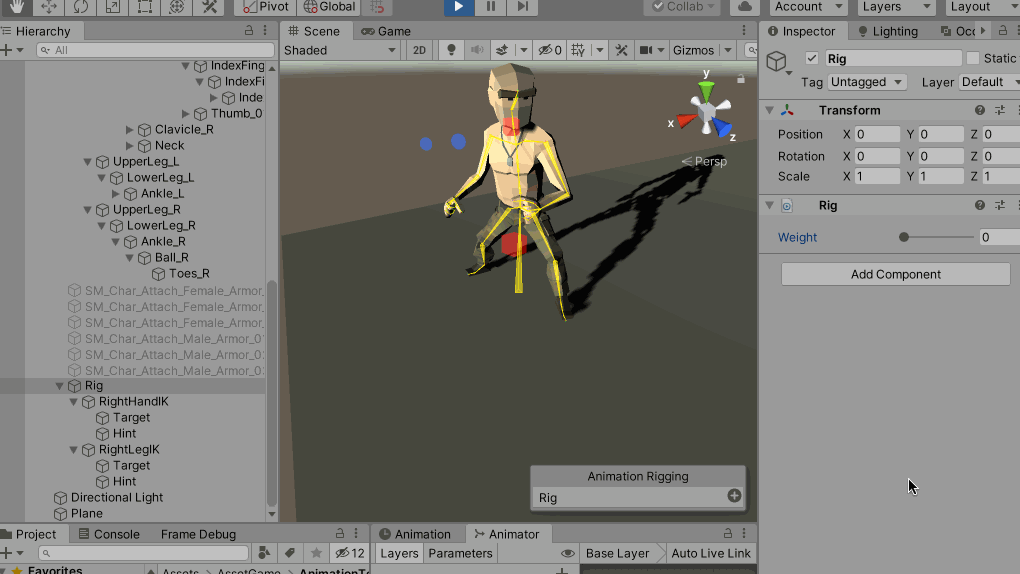 Pivot Global Collab Account Layers Layout
Hierarchy
All
IndexFing
IndexFi
Inde
Thumb_0
Clavicle_R
Neck
UpperLeg_L
LowerLeg_L
Ankle_L
UpperLeg_R
LowerLeg_R
Ankle_R
Ball_R
Toes_R
SM_Char_Attach_Female_Armor_
SM_Char_Attach_Female_Armor_
SM_Char_Attach_Female_Armor_
SM_Char_Attach_Male_Armor_0
SM_Char_Attach_Male_Armor_0
SM_Char_Attach_Male_Armor_0
Rig
RightHandIK
Target
Hint
RightLegIK
Target
Hint
Directional Light
Plane
Scene Game
Shaded 2D 0 Gizmos
y
x
z
Persp
Animation Rigging
Rig
Inspector Lighting Occ
Rig Static
Tag Untagged Layer Default
Transform
Position X 0 Y 0 Z 0
Rotation X 0 Y 0 Z 0
Scale X 1 Y 1 Z 1
Rig
Weight 0
Add Component
Project Console Frame Debug
12
Favorites Assets AssetGame AnimationTe
Animation Animator
Layers Parameters Base Layer Auto Live Link